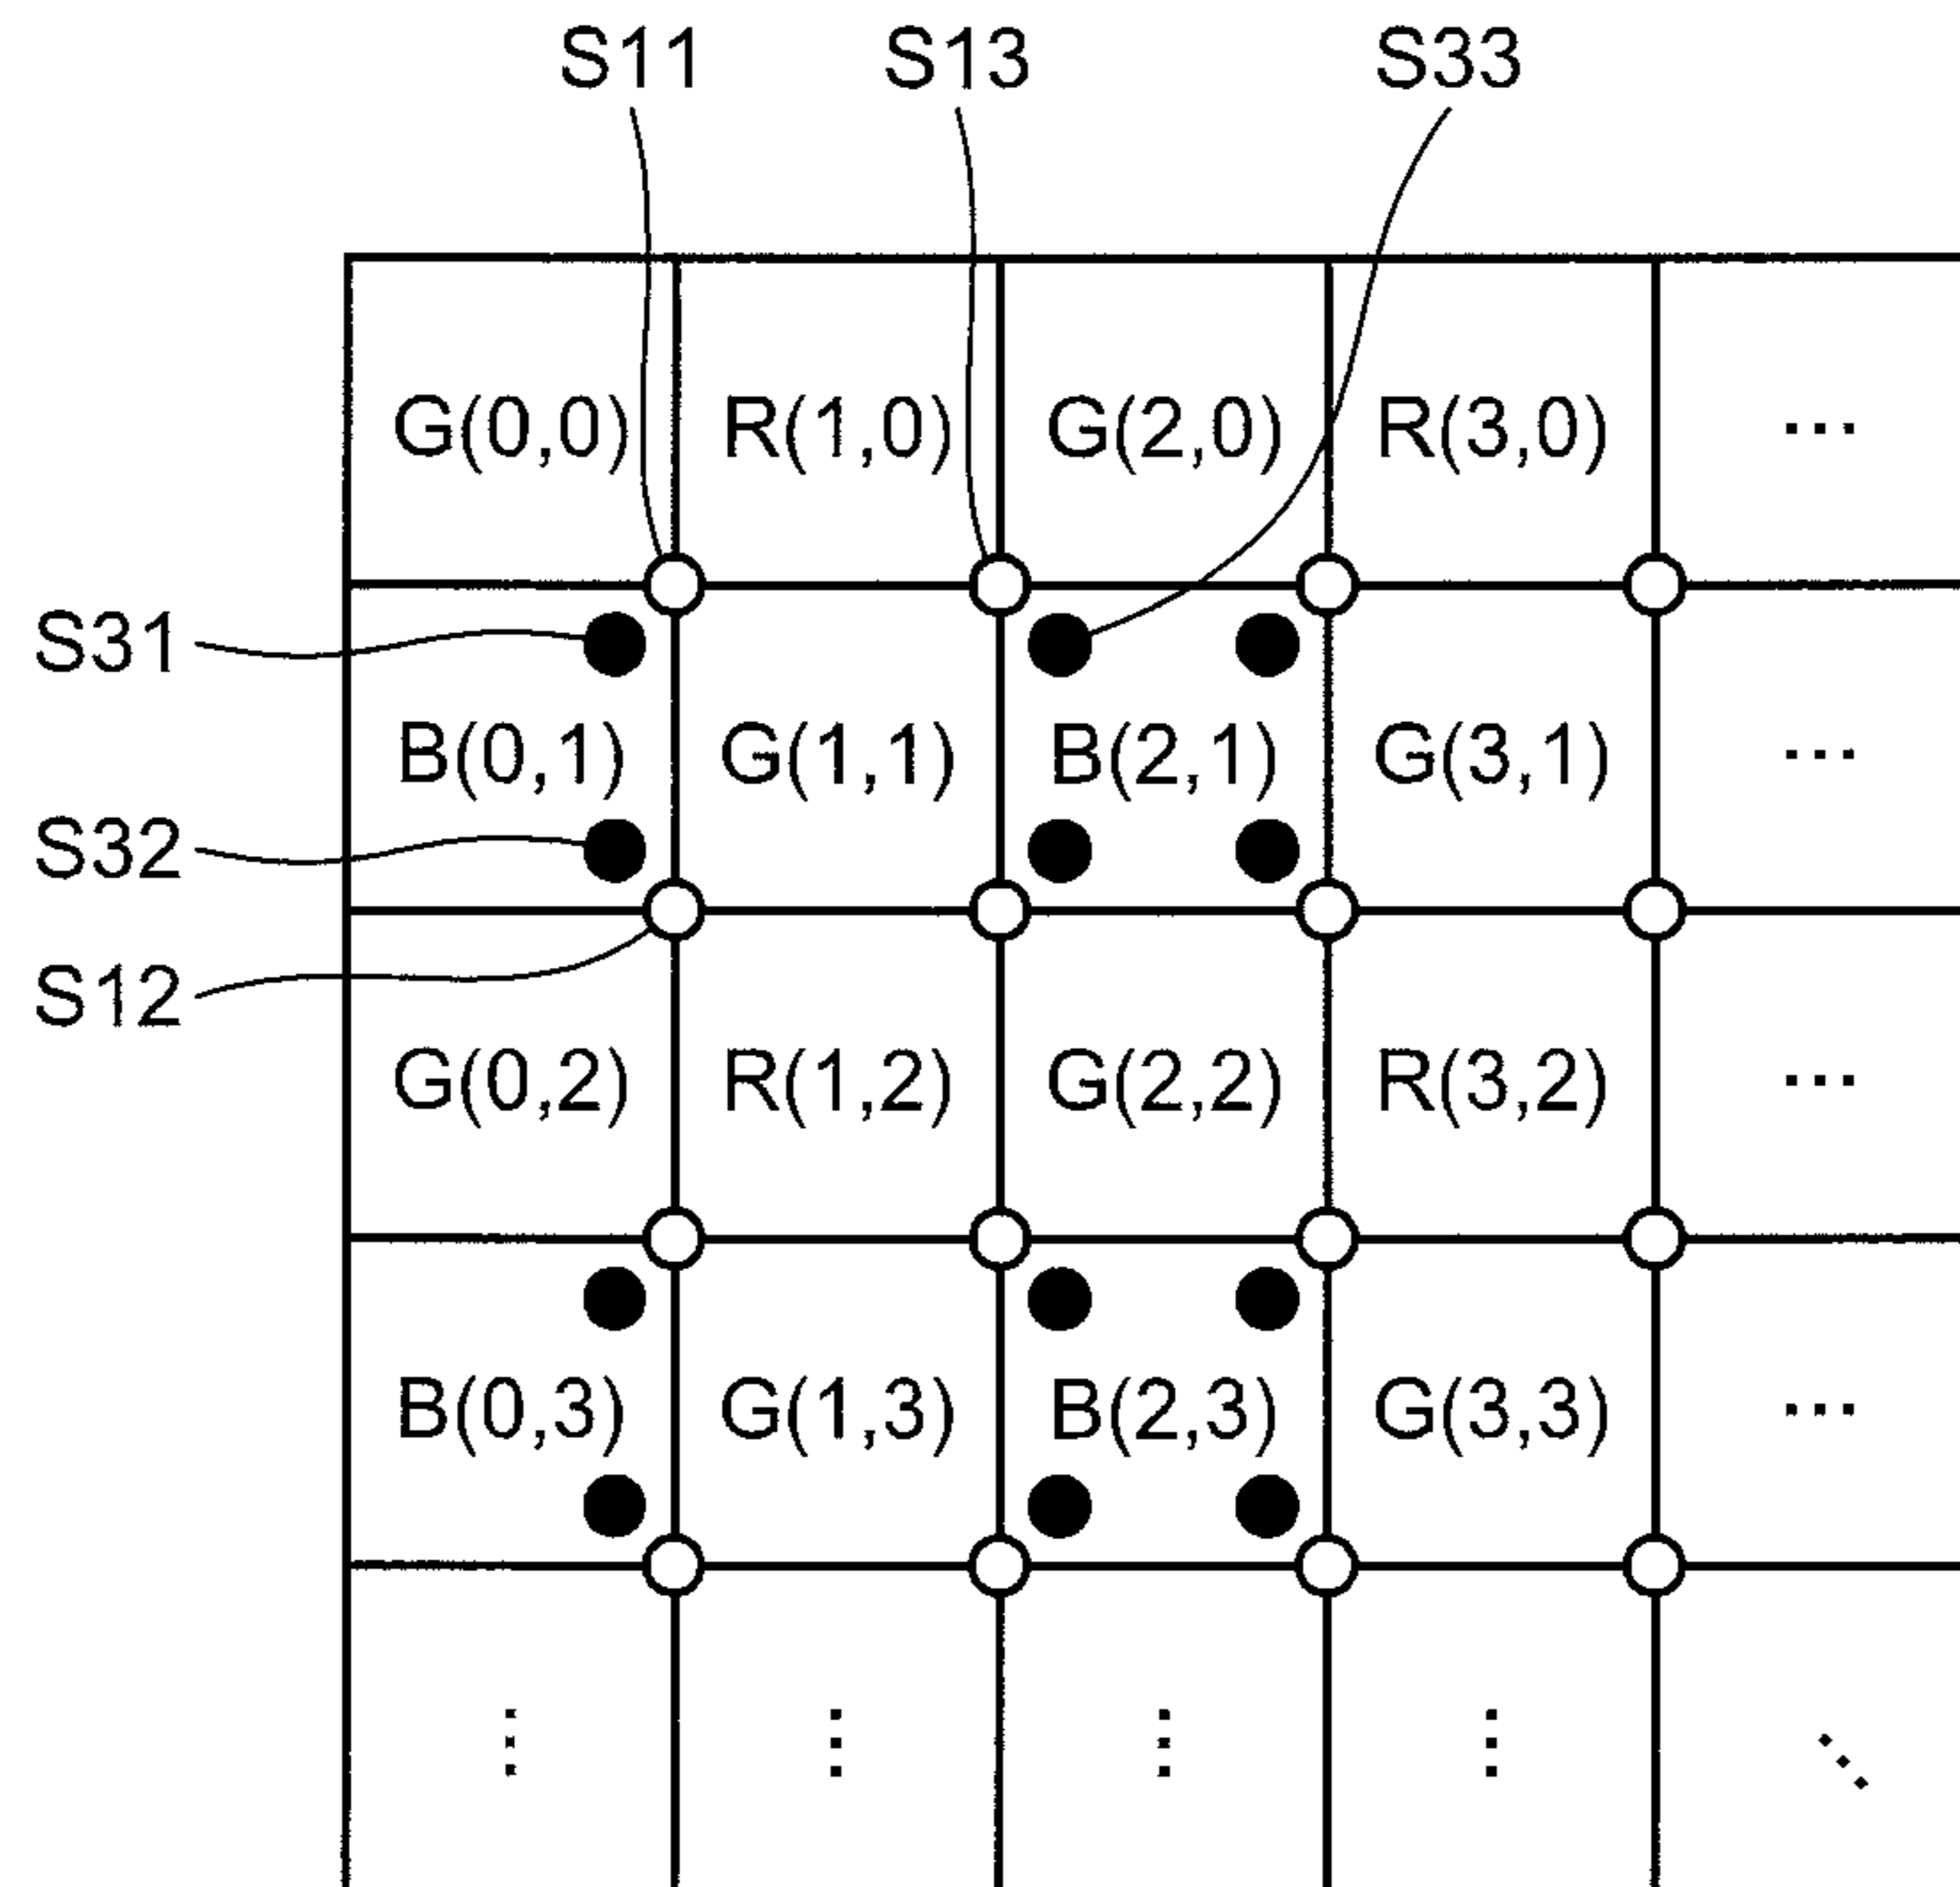 S11 S13 S33
G(0,0) R(1,0) G(2,0) R(3,0) ...
S31
B(0,1) G(1,1) B(2,1) G(3,1) ...
S32
S12
G(0,2) R(1,2) G(2,2) R(3,2) ...
B(0,3) G(1,3) B(2,3) G(3,3) ...